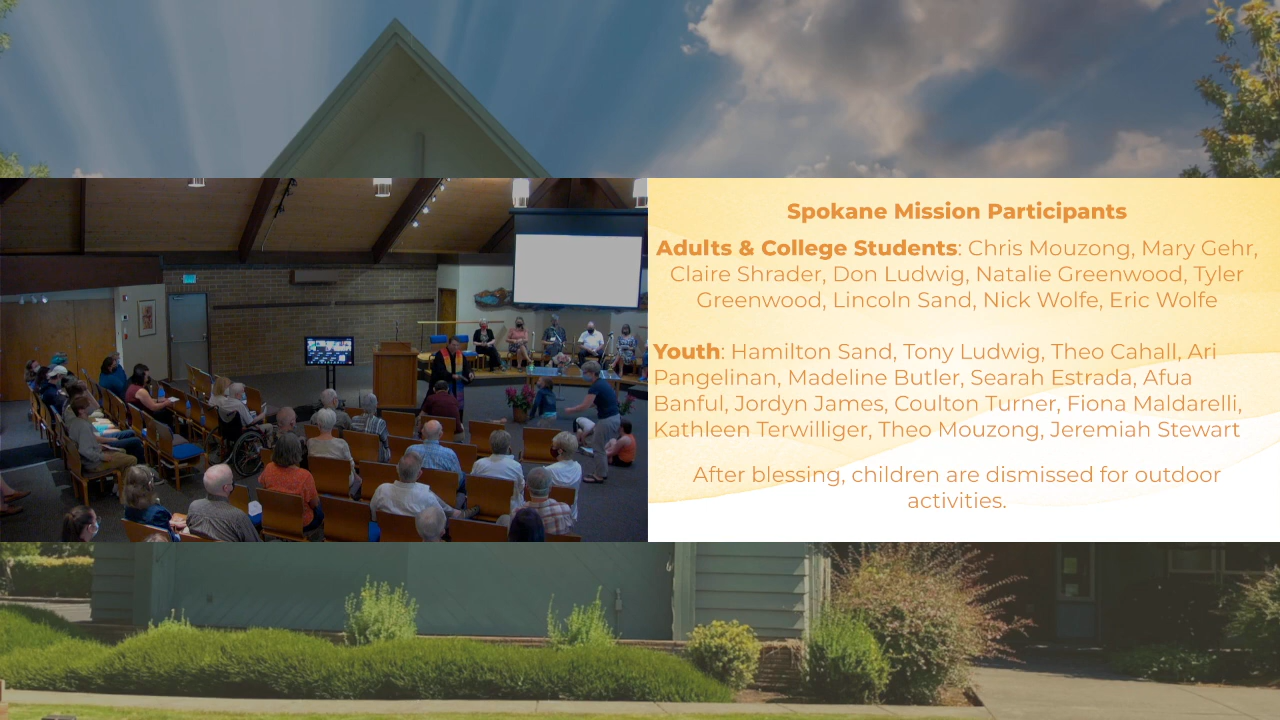 Spokane Mission Participants
Adults & College Students: Chris Mouzong, Mary Gehr,
Claire Shrader, Don Ludwig, Natalie Greenwood, Tyler
Greenwood, Lincoln Sand, Nick Wolfe, Eric Wolfe
Youth: Hamilton Sand, Tony Ludwig, Theo Cahall, Ari
Pangelinan, Madeline Butler, Searah Estrada, Afua
Banful, Jordyn James, Coulton Turner, Fiona Maldarelli,
Kathleen Terwilliger, Theo Mouzong, Jeremiah Stewart
After blessing, children are dismissed for outdoor
activities.